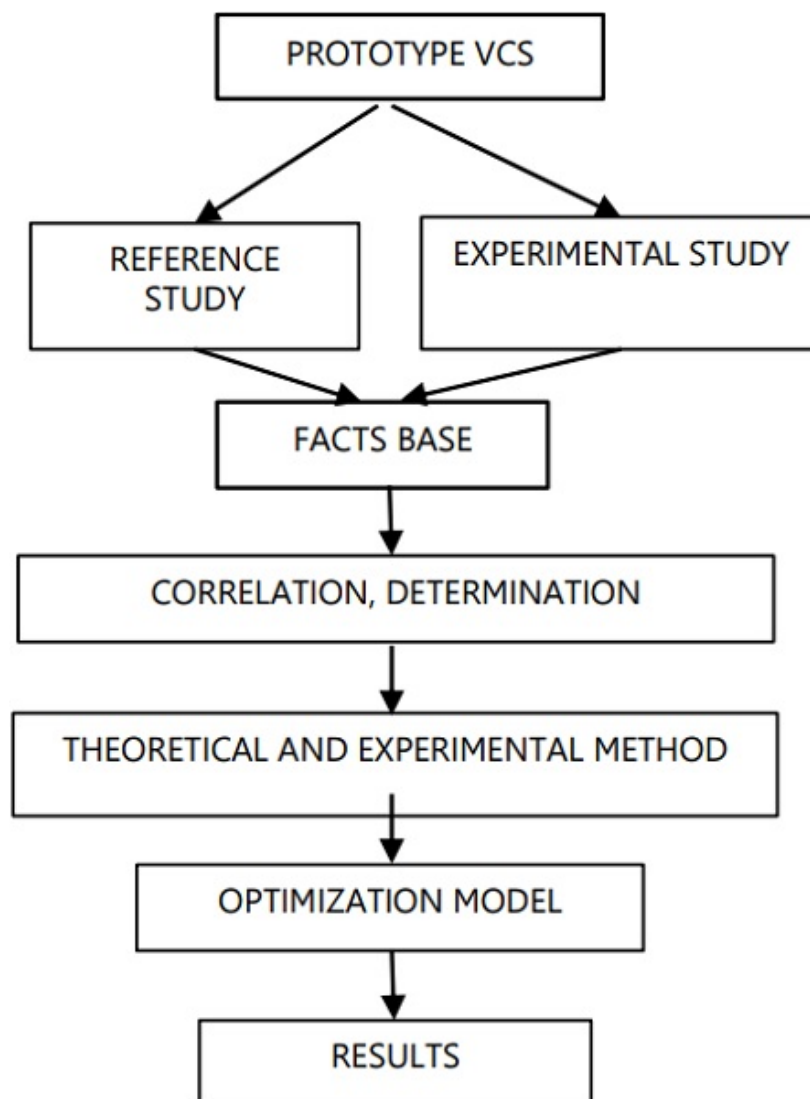 PROTOTYPE VCS
REFERENCE
STUDY
EXPERIMENTAL STUDY
FACTS BASE
CORRELATION, DETERMINATION
THEORETICAL AND EXPERIMENTAL METHOD
OPTIMIZATION MODEL
RESULTS